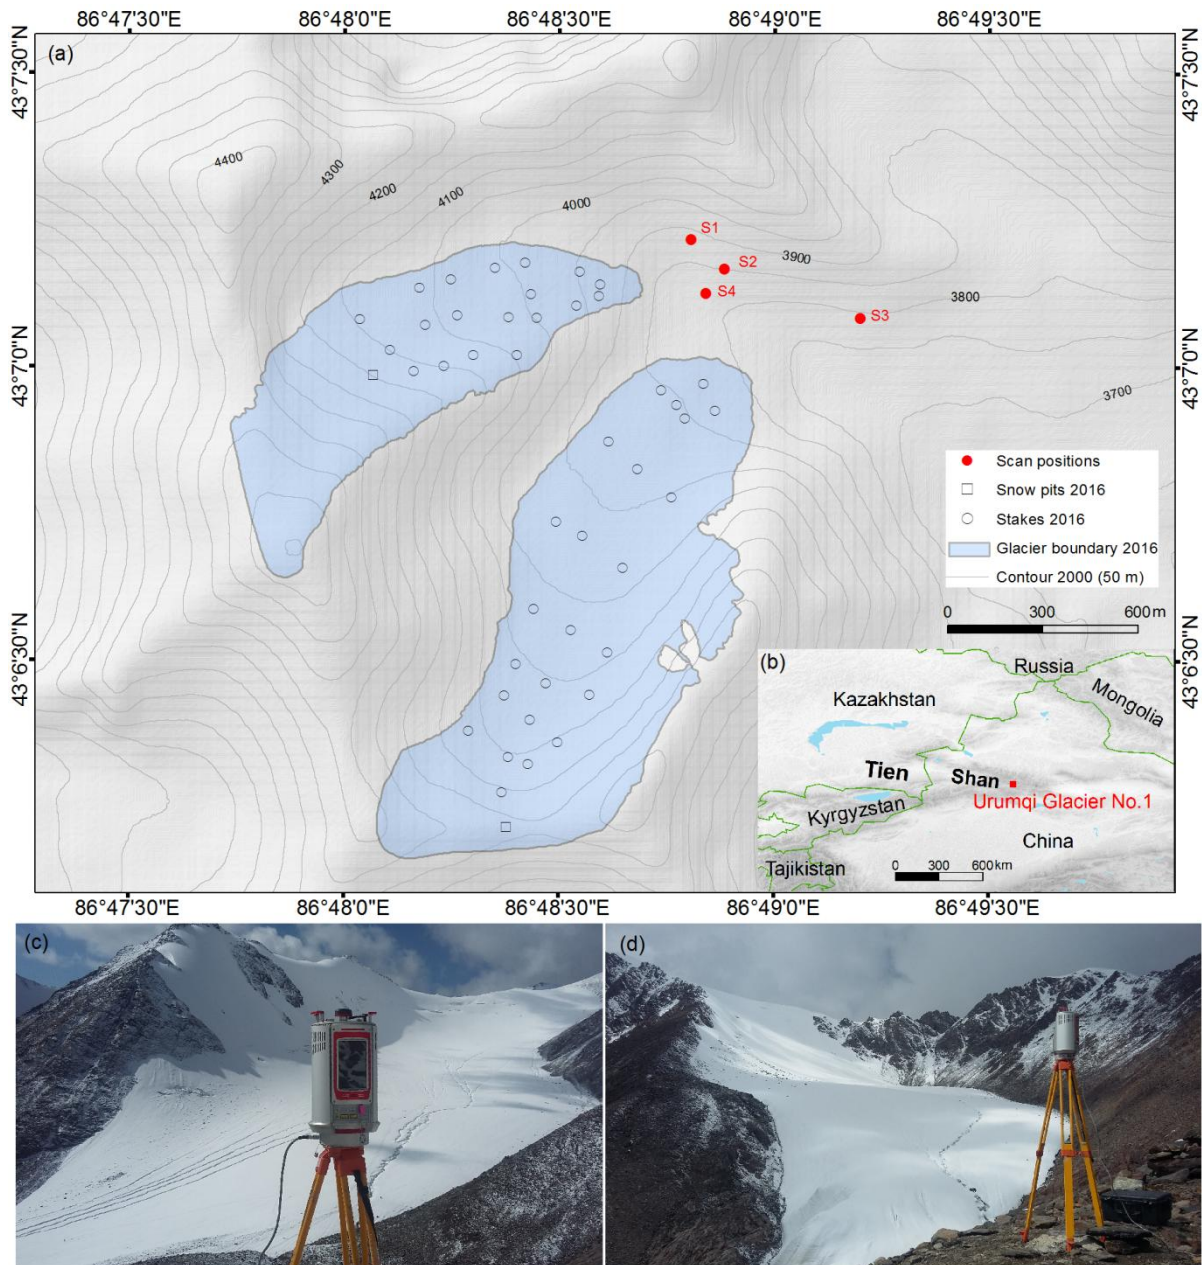 86°47'30"E 86°48'0"E 86°48'30"E 86°49'0"E 86°49'30"E
(a)
43°7'30"N
43°7'30"N
4400
4300
4200
4100
4000
S1
3900
S2
S4
3800
S3
43°7'0"N
43°7'0"N
3700
Scan positions
Snow pits 2016
Stakes 2016
Glacier boundary 2016
Contour 2000 (50 m)
0 300 600 m
43°6'30"N
43°6'30"N
(b)
Russia
Kazakhstan
Mongolia
Tien Shan
Urumqi Glacier No.1
Kyrgyzstan
China
Tajikistan
0 300 600 km
86°47'30"E 86°48'0"E 86°48'30"E 86°49'0"E 86°49'30"E
(c)
(d)